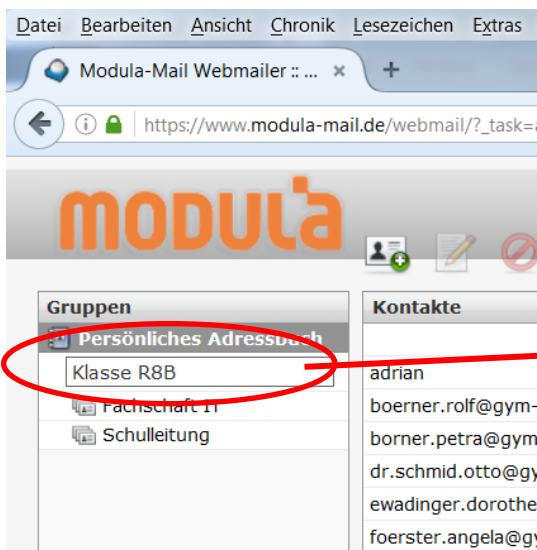 Datei Bearbeiten Ansicht Chronik Lesezeichen Extras
Modula-Mail Webmailer :: ... × +
https://www.modula-mail.de/webmail/?_task=
MODULA
Gruppen
Persönliches Adressbuch
Klasse R8B
Fachschaft IT
Schulleitung
Kontakte
adrian
boerner.rolf@gym-
borner.petra@gym
dr.schmid.otto@gy
ewadinger.dorothe
foerster.angela@gy